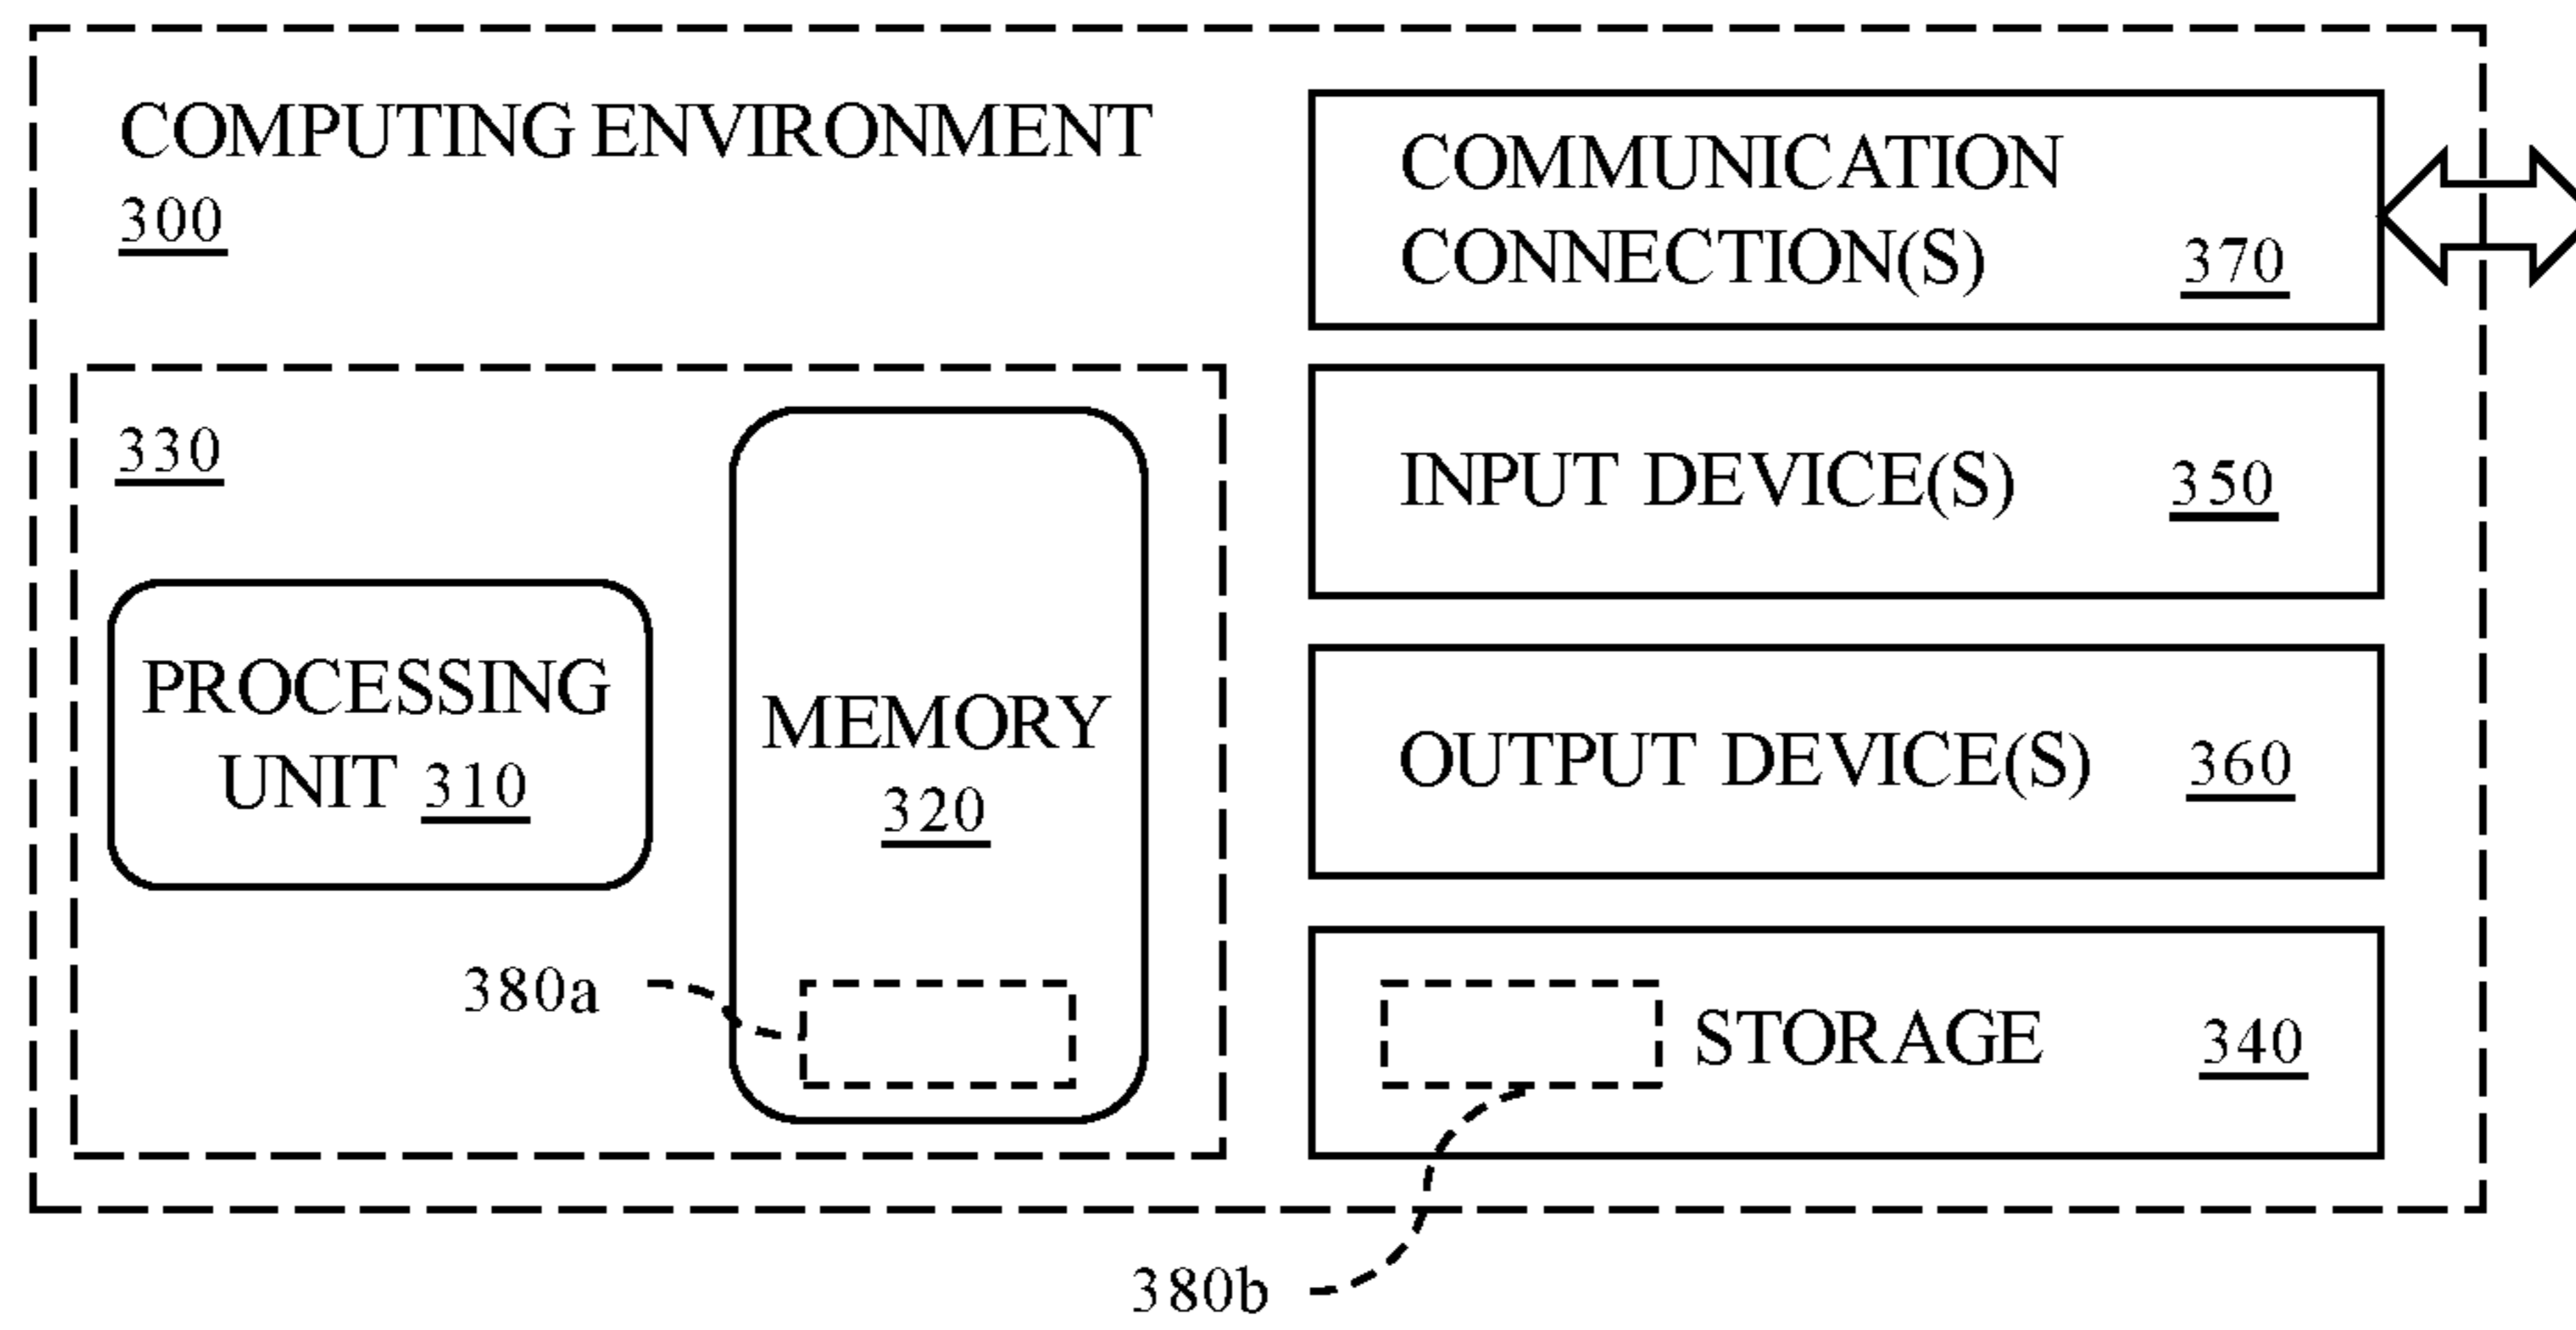 COMPUTING ENVIRONMENT
300
COMMUNICATION
CONNECTION(S) 370
330
INPUT DEVICE(S) 350
PROCESSING
UNIT 310
MEMORY
320
OUTPUT DEVICE(S) 360
380a
STORAGE 340
380b